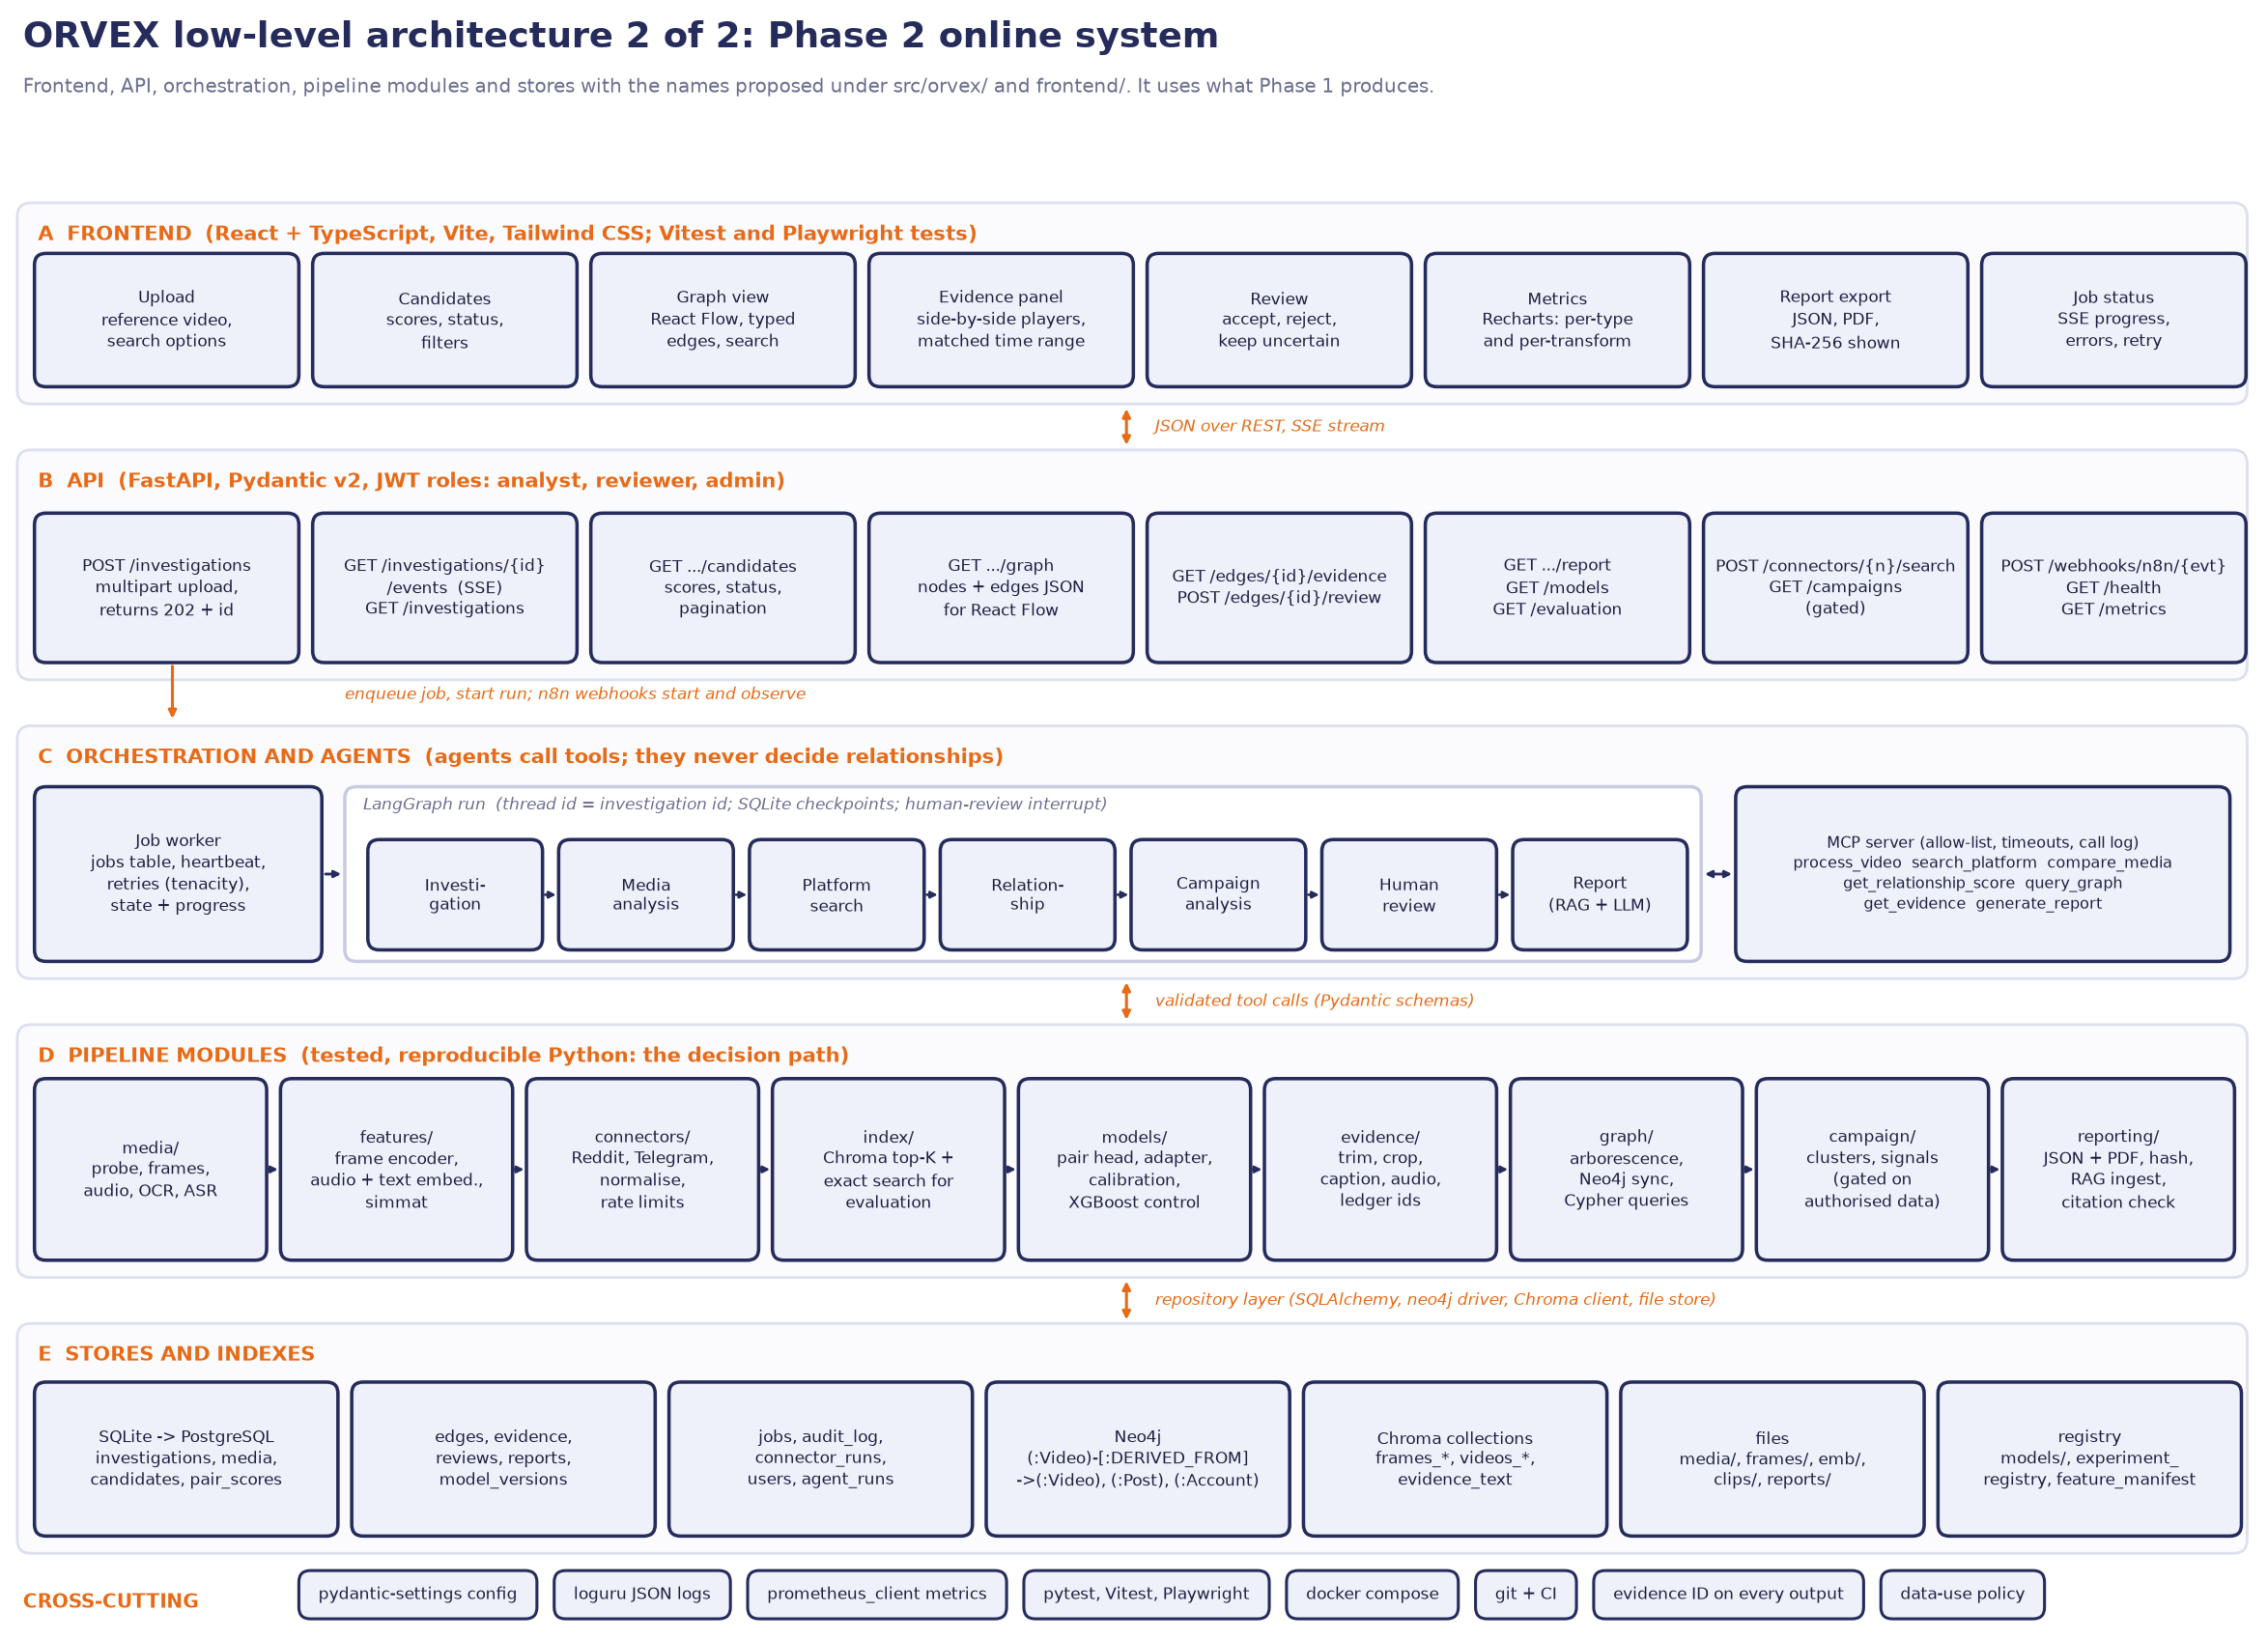 ORVEX low-level architecture 2 of 2: Phase 2 online system
Frontend, API, orchestration, pipeline modules and stores with the names proposed under src/orvex/ and frontend/. It uses what Phase 1 produces.
A FRONTEND (React + TypeScript, Vite, Tailwind CSS; Vitest and Playwright tests)
Upload
reference video,
search options
Candidates
scores, status,
filters
Graph view
React Flow, typed
edges, search
Evidence panel
side-by-side players,
matched time range
Review
accept, reject,
keep uncertain
Metrics
Recharts: per-type
and per-transform
Report export
JSON, PDF,
SHA-256 shown
Job status
SSE progress,
errors, retry
JSON over REST, SSE stream
B API (FastAPI, Pydantic v2, JWT roles: analyst, reviewer, admin)
POST /investigations
multipart upload,
returns 202 + id
GET /investigations/{id}
/events (SSE)
GET /investigations
GET .../candidates
scores, status,
pagination
GET .../graph
nodes + edges JSON
for React Flow
GET /edges/{id}/evidence
POST /edges/{id}/review
GET .../report
GET /models
GET /evaluation
POST /connectors/{n}/search
GET /campaigns
(gated)
POST /webhooks/n8n/{evt}
GET /health
GET /metrics
enqueue job, start run; n8n webhooks start and observe
C ORCHESTRATION AND AGENTS (agents call tools; they never decide relationships)
Job worker
jobs table, heartbeat,
retries (tenacity),
state + progress
LangGraph run (thread id = investigation id; SQLite checkpoints; human-review interrupt)
Investi-
gation
Media
analysis
Platform
search
Relation-
ship
Campaign
analysis
Human
review
Report
(RAG + LLM)
MCP server (allow-list, timeouts, call log)
process_video search_platform compare_media
get_relationship_score query_graph
get_evidence generate_report
validated tool calls (Pydantic schemas)
D PIPELINE MODULES (tested, reproducible Python: the decision path)
media/
probe, frames,
audio, OCR, ASR
features/
frame encoder,
audio + text embed.,
simmat
connectors/
Reddit, Telegram,
normalise,
rate limits
index/
Chroma top-K +
exact search for
evaluation
models/
pair head, adapter,
calibration,
XGBoost control
evidence/
trim, crop,
caption, audio,
ledger ids
graph/
arborescence,
Neo4j sync,
Cypher queries
campaign/
clusters, signals
(gated on
authorised data)
reporting/
JSON + PDF, hash,
RAG ingest,
citation check
repository layer (SQLAlchemy, neo4j driver, Chroma client, file store)
E STORES AND INDEXES
SQLite -> PostgreSQL
investigations, media,
candidates, pair_scores
edges, evidence,
reviews, reports,
model_versions
jobs, audit_log,
connector_runs,
users, agent_runs
Neo4j
(:Video)-[:DERIVED_FROM]
->(:Video), (:Post), (:Account)
Chroma collections
frames_*, videos_*,
evidence_text
files
media/, frames/, emb/,
clips/, reports/
registry
models/, experiment_
registry, feature_manifest
CROSS-CUTTING
pydantic-settings config
loguru JSON logs
prometheus_client metrics
pytest, Vitest, Playwright
docker compose
git + CI
evidence ID on every output
data-use policy